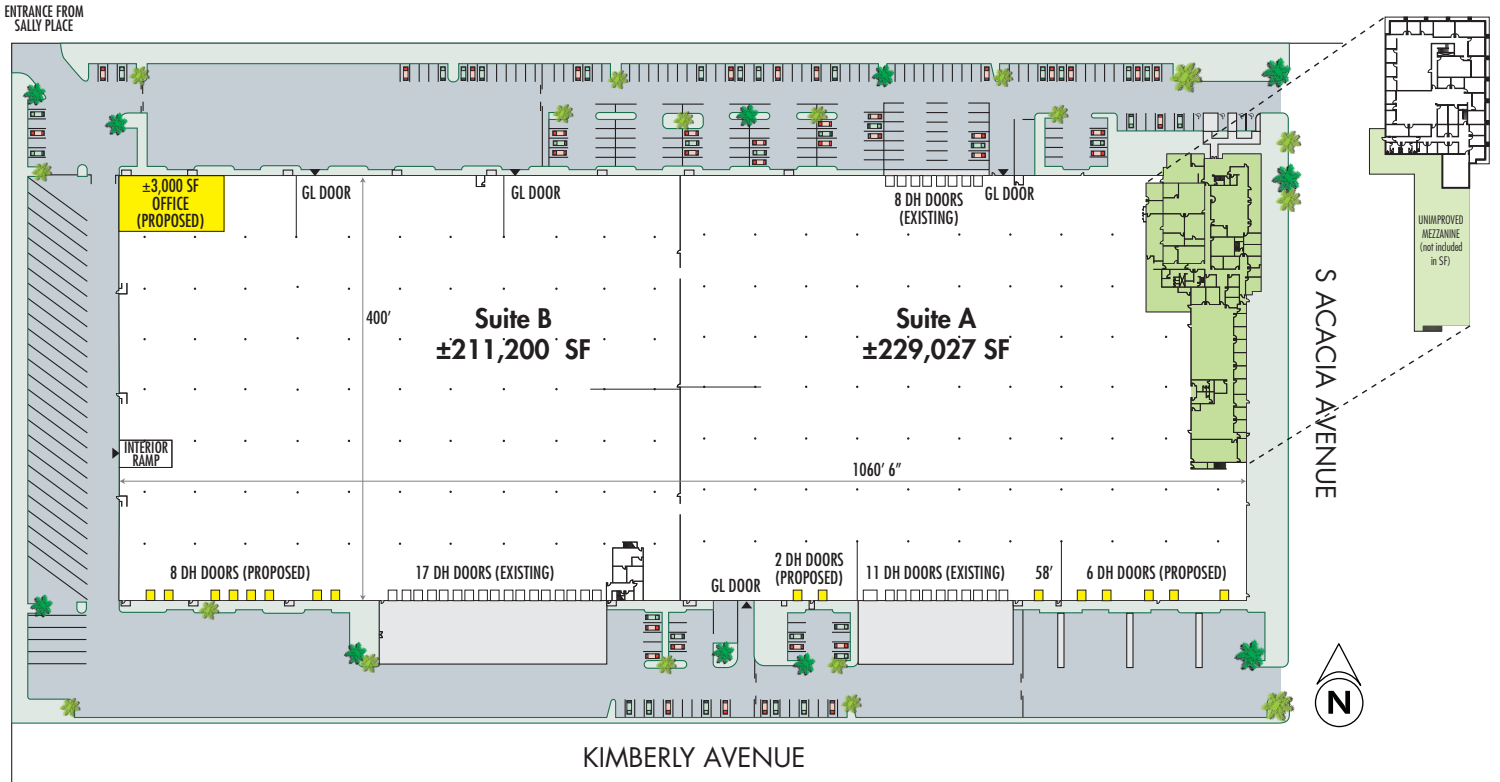 ENTRANCE FROM
SALLY PLACE
±3,000 SF
OFFICE
(PROPOSED)
GL DOOR
GL DOOR
8 DH DOORS
(EXISTING)
GL DOOR
UNIMPROVED
MEZZANINE
(not included
in SF)
400’
Suite B
±211,200 SF
Suite A
±229,027 SF
S ACACIA AVENUE
INTERIOR
RAMP
1060’ 6”
8 DH DOORS (PROPOSED)
17 DH DOORS (EXISTING)
GL DOOR
2 DH DOORS
(PROPOSED)
11 DH DOORS (EXISTING)
58’
6 DH DOORS (PROPOSED)
N
KIMBERLY AVENUE